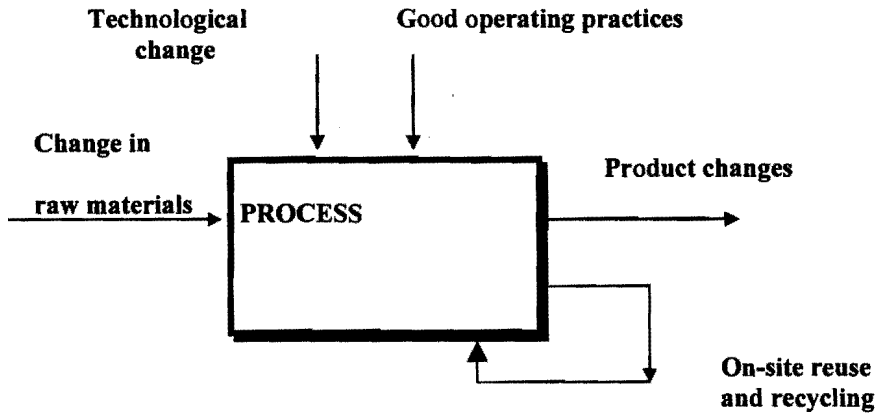 Technological
change
Good operating practices
Change in
raw materials
PROCESS
Product changes
On-site reuse
and recycling